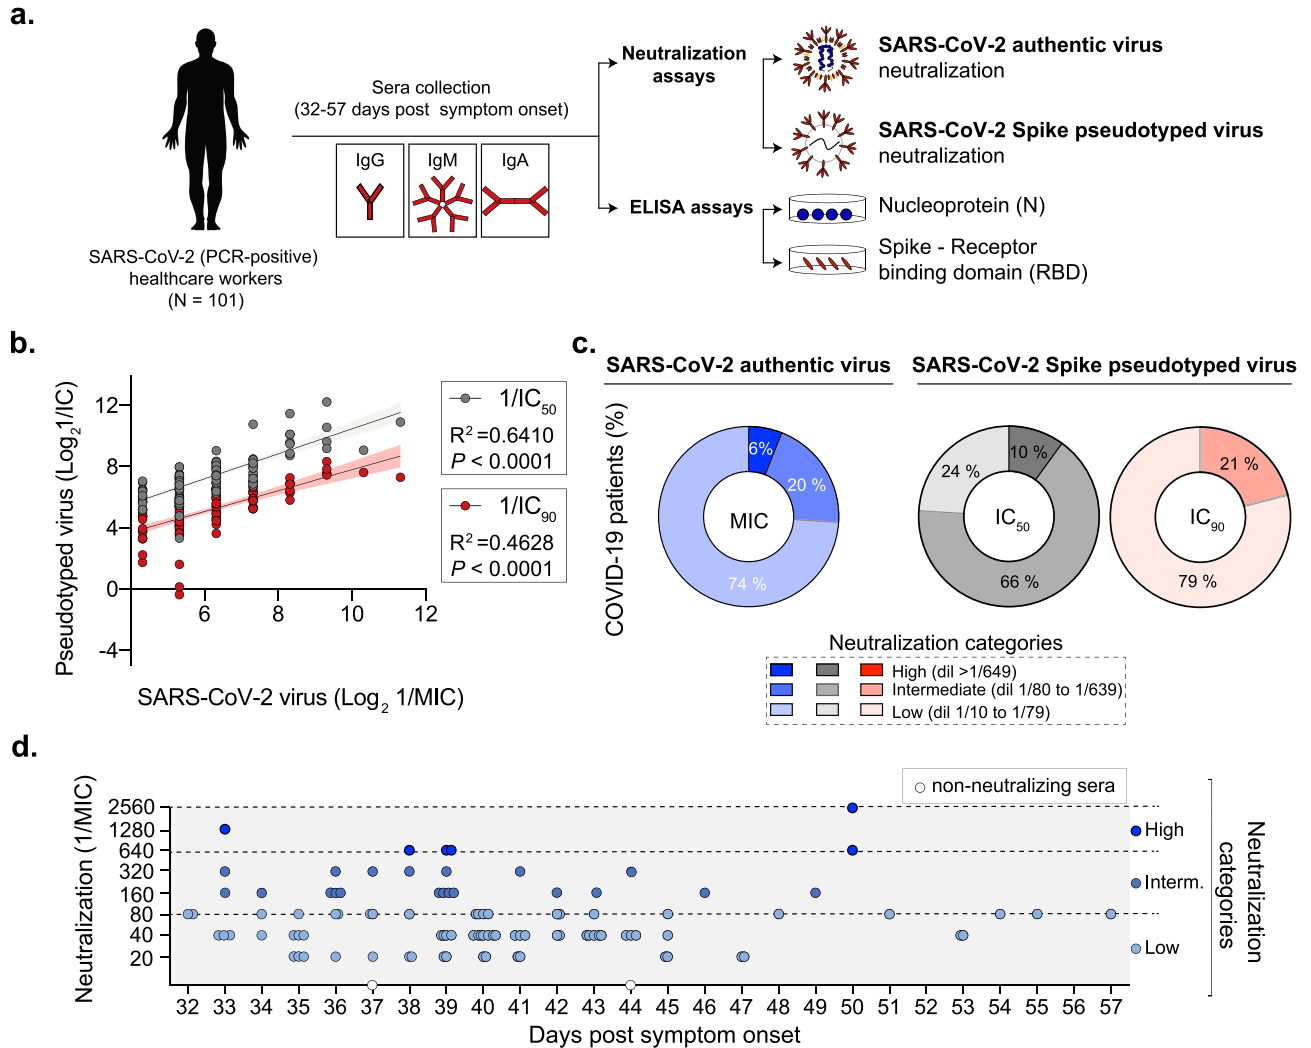 a.
SARS-CoV-2 (PCR-positive)
healthcare workers
(N = 101)
Sera collection
(32-57 days post symptom onset)
IgG
IgM
IgA
Neutralization
assays
ELISA assays
SARS-CoV-2 authentic virus
neutralization
SARS-CoV-2 Spike pseudotyped virus
neutralization
Nucleoprotein (N)
Spike - Receptor
binding domain (RBD)
b.
Pseudotyped virus (Log₂1/IC)
12
8
4
0
-4
6
8
10
12
SARS-CoV-2 virus (Log₂ 1/MIC)
1/IC₅₀
R²=0.6410
P < 0.0001
1/IC₉₀
R²=0.4628
P < 0.0001
c.
SARS-CoV-2 authentic virus
SARS-CoV-2 Spike pseudotyped virus
COVID-19 patients (%)
6%
20 %
MIC
74 %
10 %
24 %
IC₅₀
66 %
21 %
IC₉₀
79 %
Neutralization categories
High (dil >1/649)
Intermediate (dil 1/80 to 1/639)
Low (dil 1/10 to 1/79)
d.
Neutralization (1/MIC)
non-neutralizing sera
2560
1280
640
320
160
80
40
20
High
Interm.
Low
Neutralization
categories
32 33 34 35 36 37 38 39 40 41 42 43 44 45 46 47 48 49 50 51 52 53 54 55 56 57
Days post symptom onset